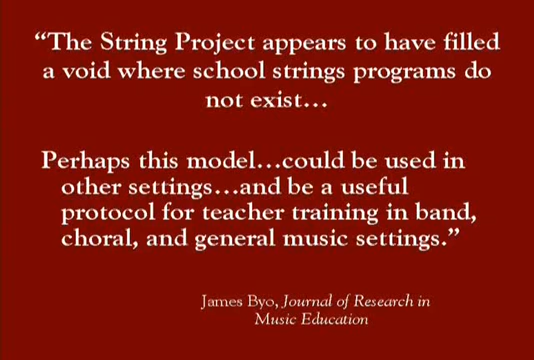 “The String Project appears to have filled
a void where school strings programs do
not exist…
Perhaps this model…could be used in
other settings…and be a useful
protocol for teacher training in band,
choral, and general music settings.”
James Byo, Journal of Research in
Music Education